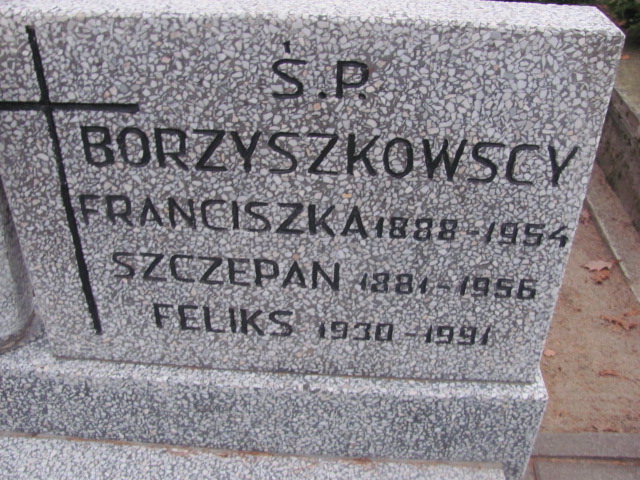 Ś.P.
BORZYSZKOWSCY
FRANCISZKA 1888-1954
SZCZEPAN 1881-1956
FELIKS 1930-1991